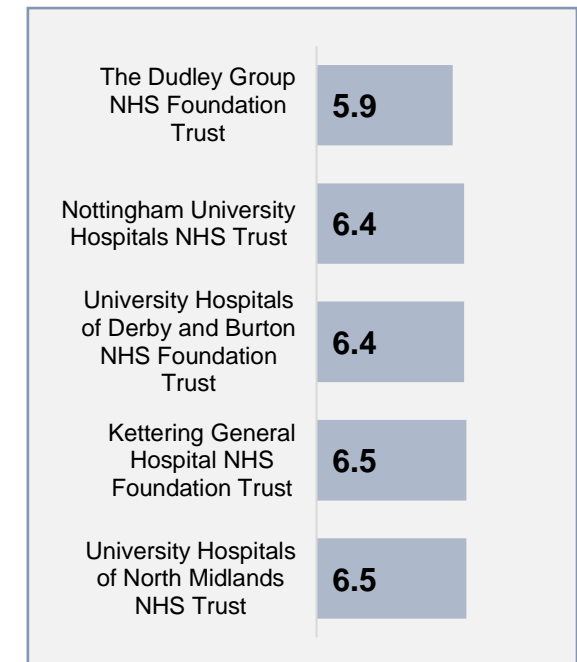 The Dudley Group
NHS Foundation
Trust
5.9
Nottingham University
Hospitals NHS Trust
6.4
University Hospitals
of Derby and Burton
NHS Foundation
Trust
6.4
Kettering General
Hospital NHS
Foundation Trust
6.5
University Hospitals
of North Midlands
NHS Trust
6.5